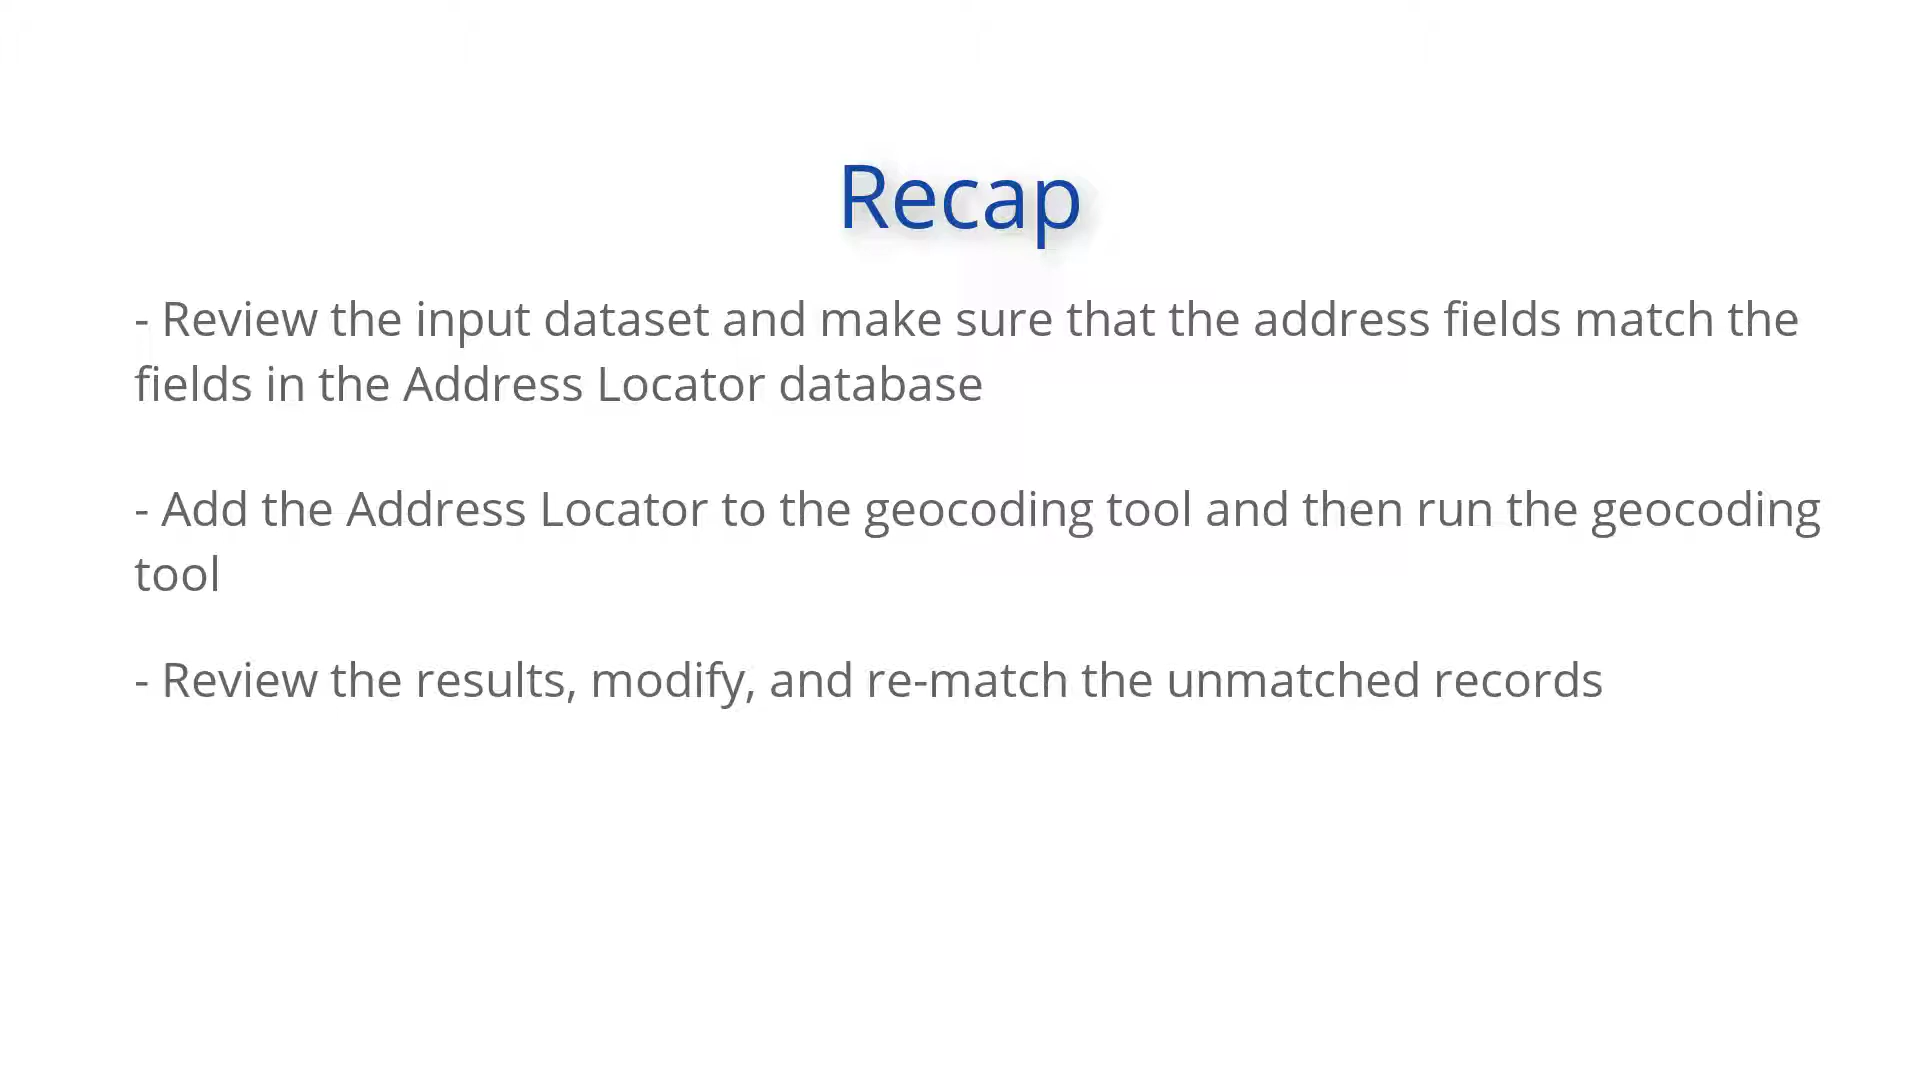 Recap
- Review the input dataset and make sure that the address fields match the
fields in the Address Locator database
- Add the Address Locator to the geocoding tool and then run the geocoding
tool
- Review the results, modify, and re-match the unmatched records